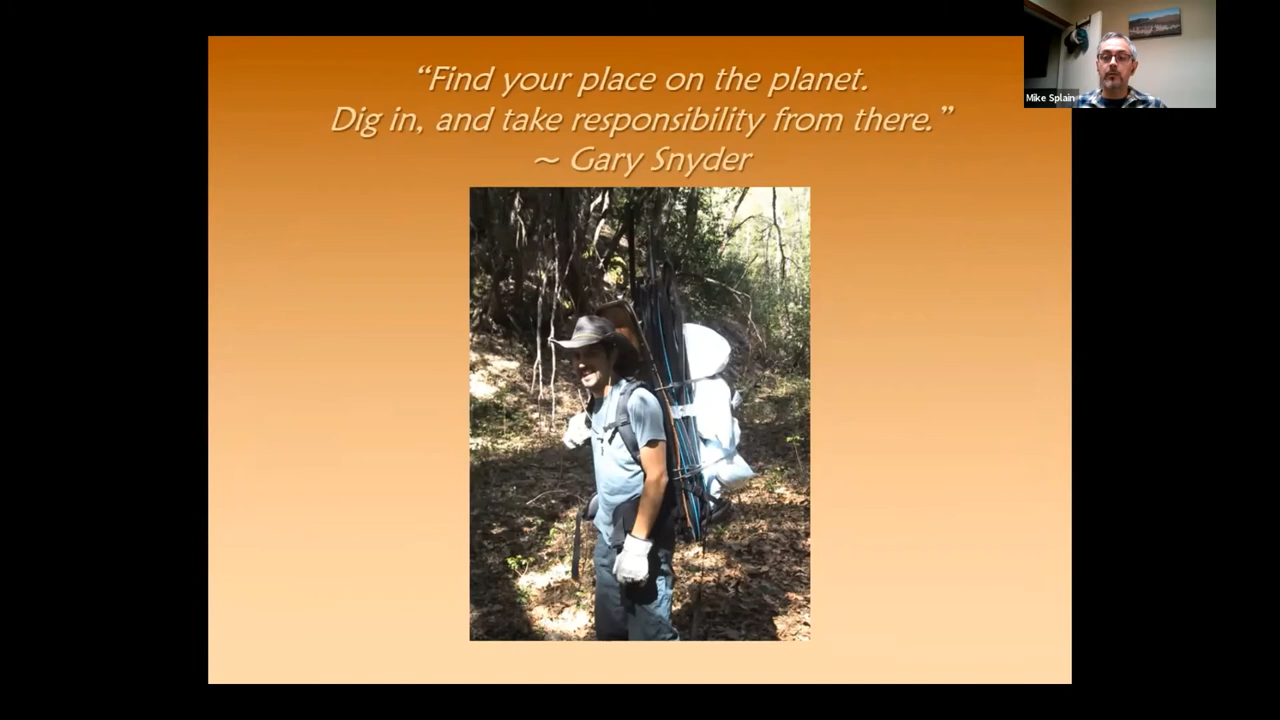 “Find your place on the planet.
Dig in, and take responsibility from there.”
~ Gary Snyder
Mike Splain